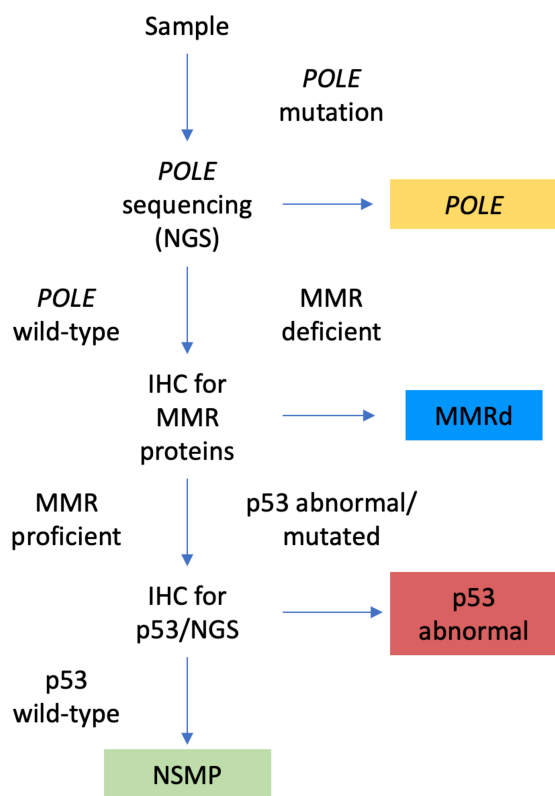 Sample
POLE
mutation
POLE
sequencing
(NGS)
POLE
POLE
wild-type
MMR
deficient
IHC for
MMR
proteins
MMRd
MMR
proficient
p53 abnormal/
mutated
IHC for
p53/NGS
p53
abnormal
p53
wild-type
NSMP